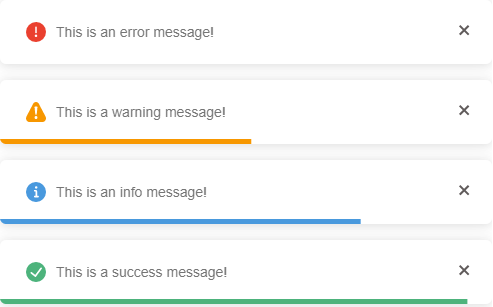 This is an error message!
This is a warning message!
This is an info message!
This is a success message!